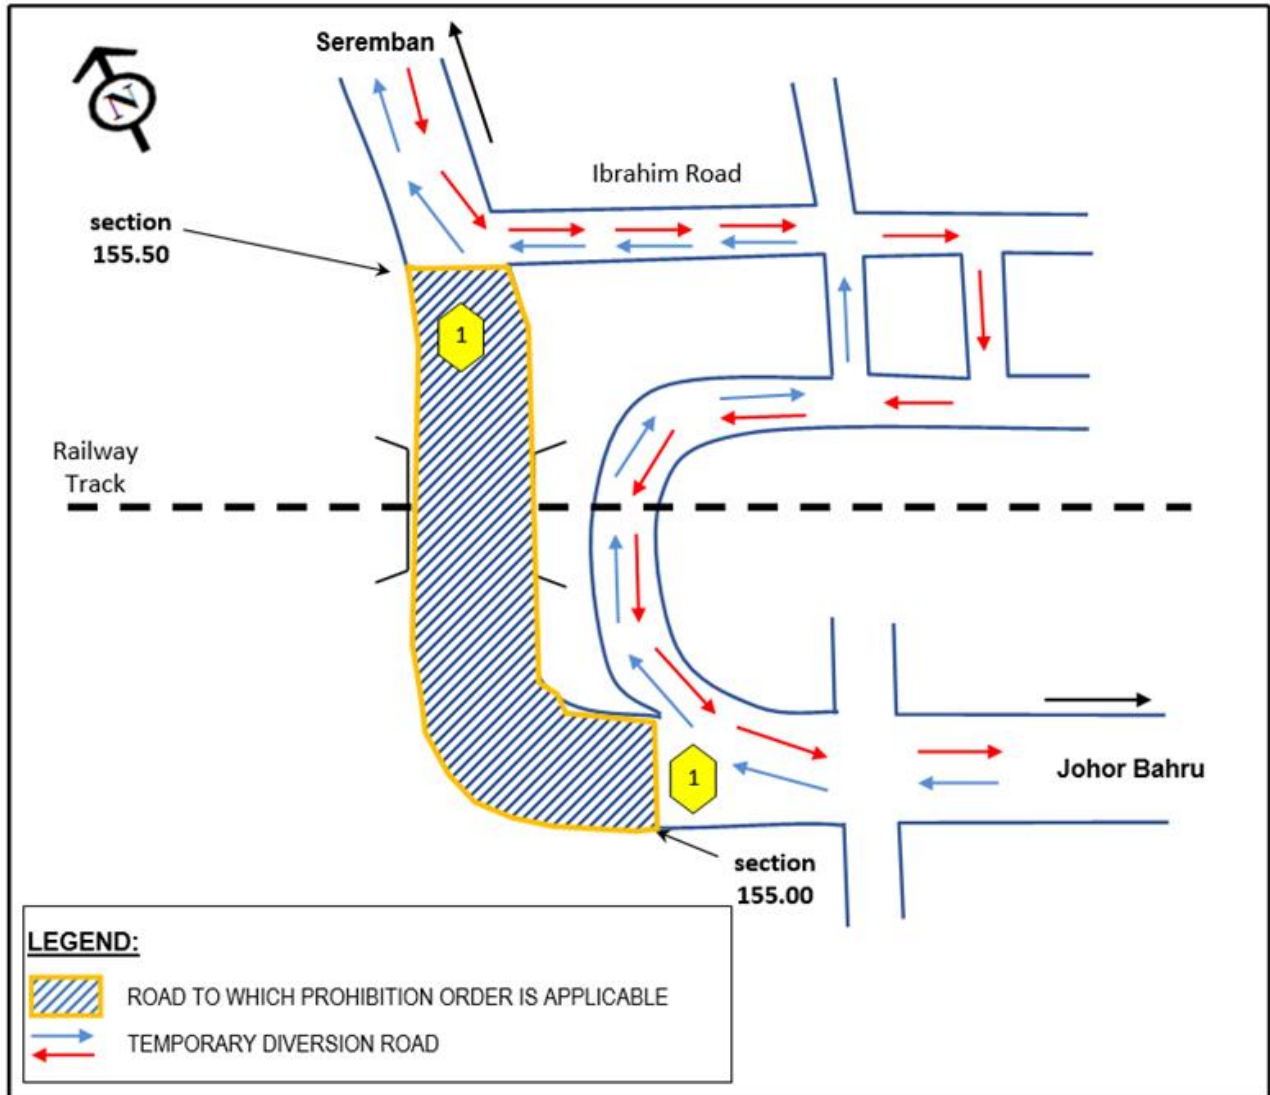 Seremban
N
Ibrahim Road
section
155.50
1
Railway
Track
Johor Bahru
1
section
155.00
LEGEND:
ROAD TO WHICH PROHIBITION ORDER IS APPLICABLE
TEMPORARY DIVERSION ROAD